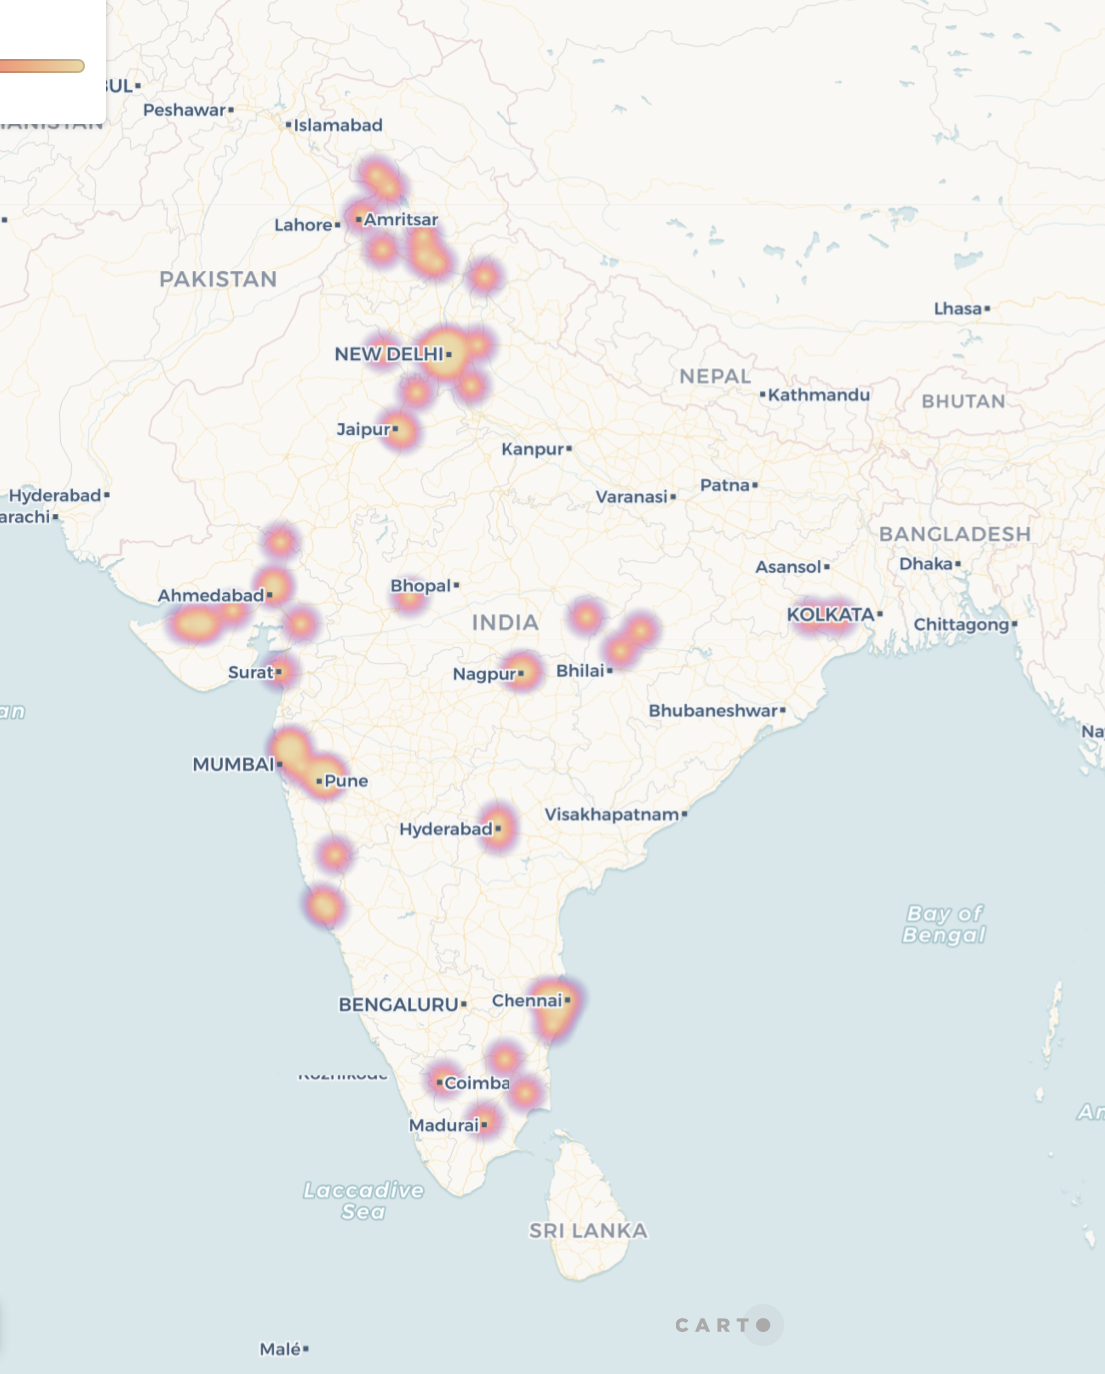 BUL
Peshawar
Islamabad
Lahore
Amritsar
PAKISTAN
Lhasa
NEW DELHI
NEPAL
Kathmandu
BHUTAN
Jaipur
Kanpur
Hyderabad
Varanasi
Patna
arachi
BANGLADESH
Dhaka
Asansol
Ahmedabad
Bhopal
KOLKATA
INDIA
Chittagong
Surat
Nagpur
Bhilai
an
Bhubaneshwar
Na
MUMBAI
Pune
Hyderabad
Visakhapatnam
Bay of
Bengal
BENGALURU
Chennai
Coimba
Madurai
An
Laccadive
Sea
SRI LANKA
CARTO
Malé